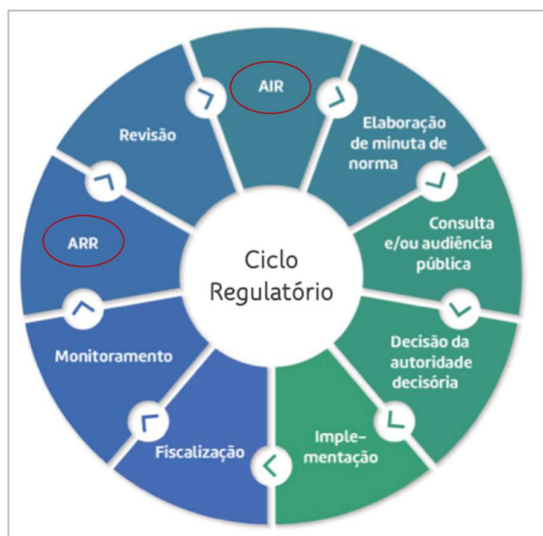 Ciclo
Regulatório
AIR
Elaboração
de minuta de
norma
Consulta
e/ou audiência
pública
Decisão da
autoridade
decisória
Imple-
mentação
Fiscalização
Monitoramento
ARR
Revisão